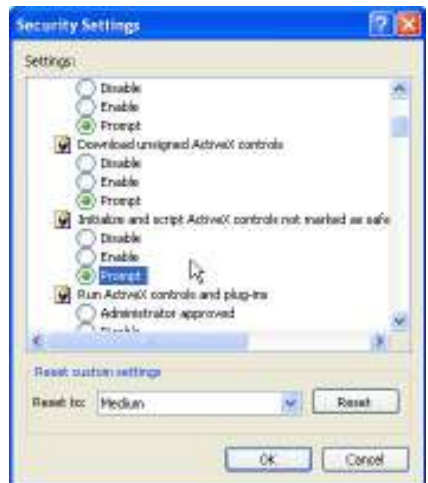 Security Settings
Settings:
Disable
Enable
Prompt
Download unsigned ActiveX controls
Disable
Enable
Prompt
Initialize and script ActiveX controls not marked as safe
Disable
Enable
Prompt
Run ActiveX controls and plug-ins
Administrator approved
Disable
Reset custom settings
Reset to: Medium Reset
OK Cancel